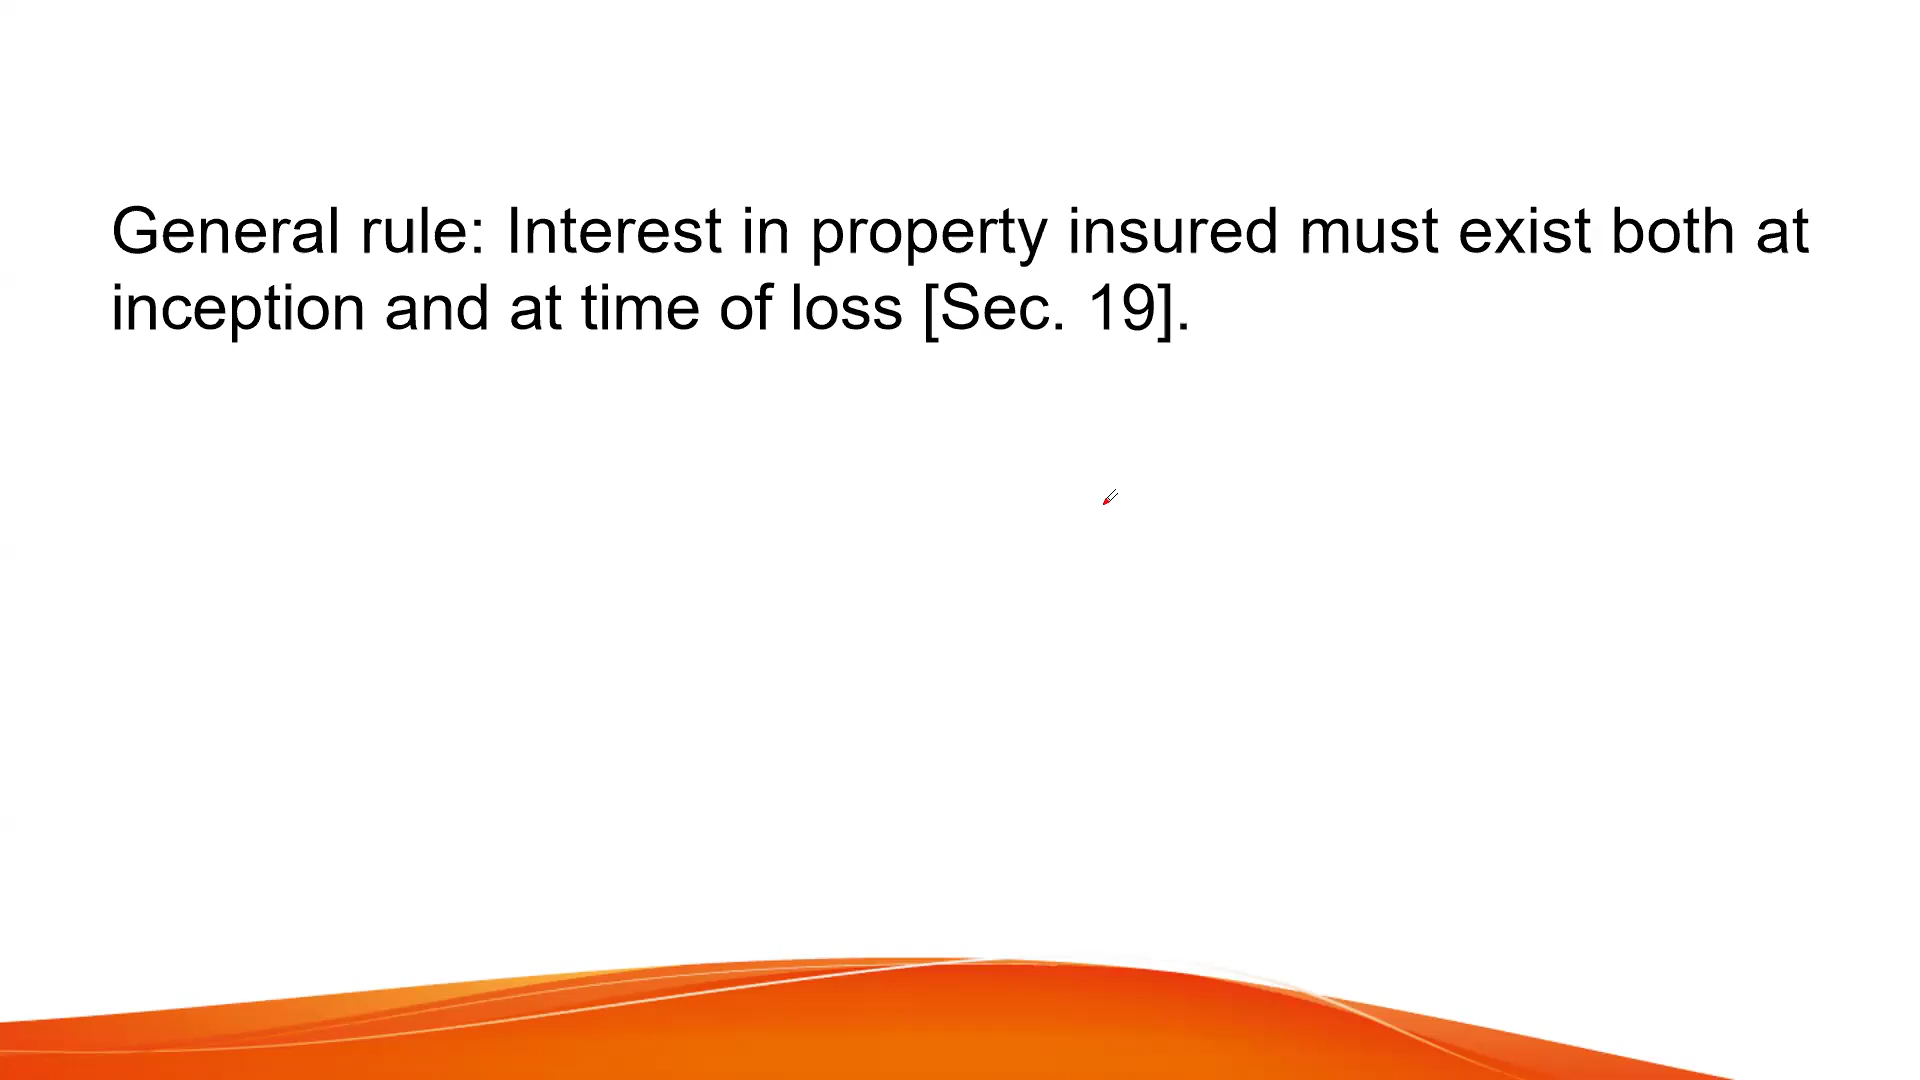 General rule: Interest in property insured must exist both at
inception and at time of loss [Sec. 19].